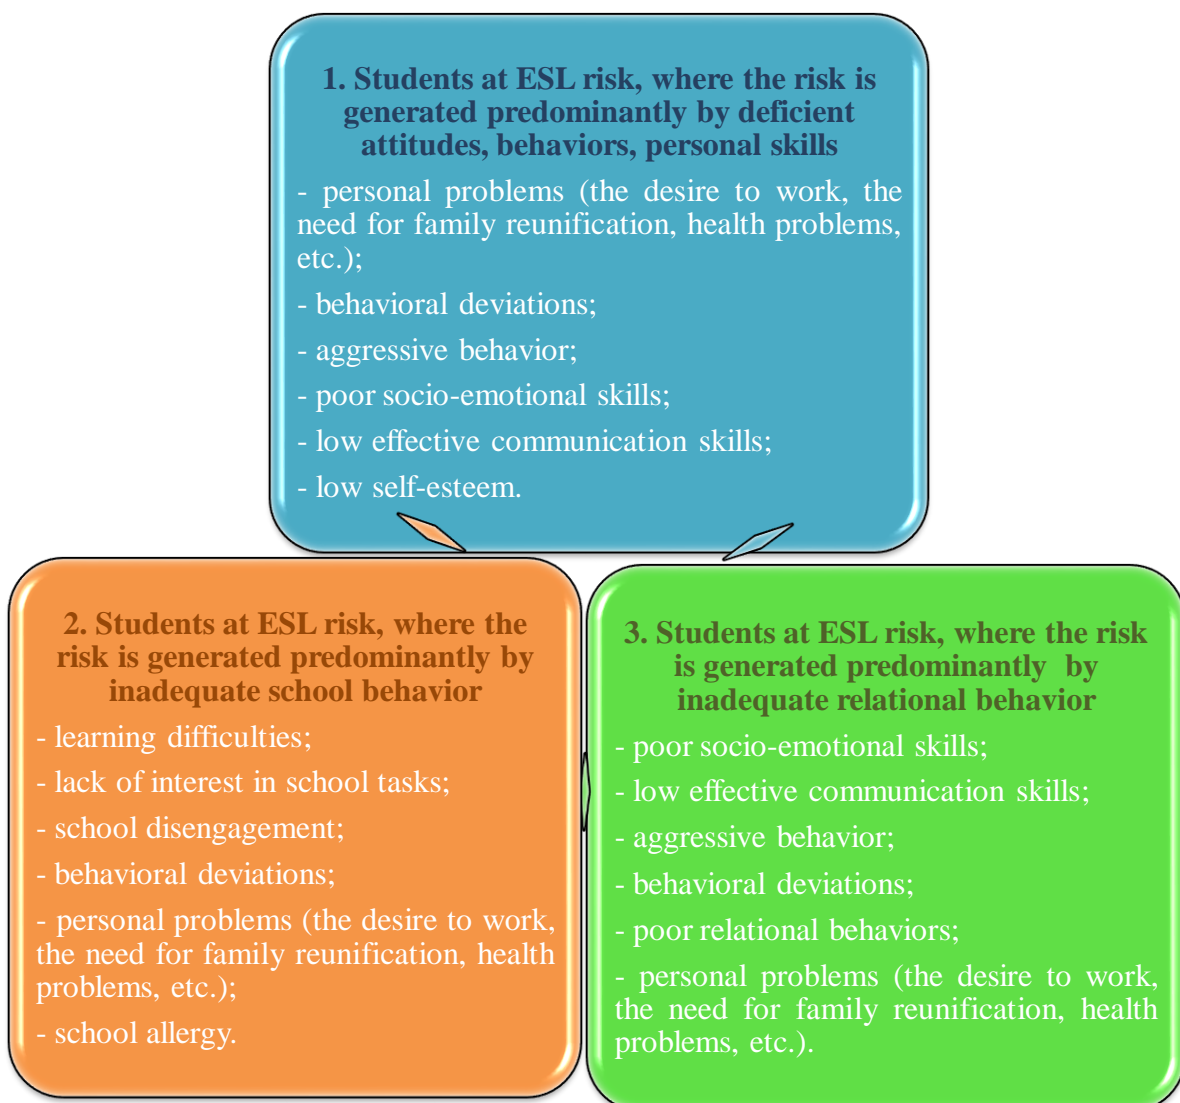 1. Students at ESL risk, where the risk is
generated predominantly by deficient
attitudes, behaviors, personal skills
- personal problems (the desire to work, the
need for family reunification, health problems,
etc.);
- behavioral deviations;
- aggressive behavior;
- poor socio-emotional skills;
- low effective communication skills;
- low self-esteem.
2. Students at ESL risk, where the
risk is generated predominantly by
inadequate school behavior
- learning difficulties;
- lack of interest in school tasks;
- school disengagement;
- behavioral deviations;
- personal problems (the desire to work,
the need for family reunification, health
problems, etc.);
- school allergy.
3. Students at ESL risk, where the risk
is generated predominantly by
inadequate relational behavior
- poor socio-emotional skills;
- low effective communication skills;
- aggressive behavior;
- behavioral deviations;
- poor relational behaviors;
- personal problems (the desire to work,
the need for family reunification, health
problems, etc.).